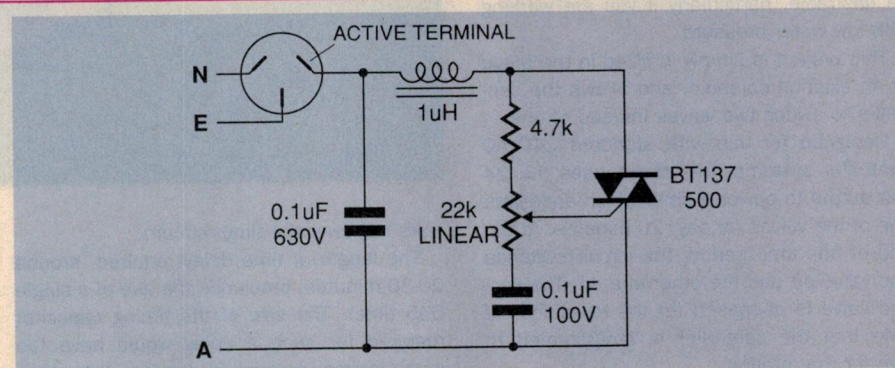 ACTIVE TERMINAL
N
E
1uH
4.7k
BT137
500
0.1uF
630V
22k
LINEAR
0.1uF
100V
A